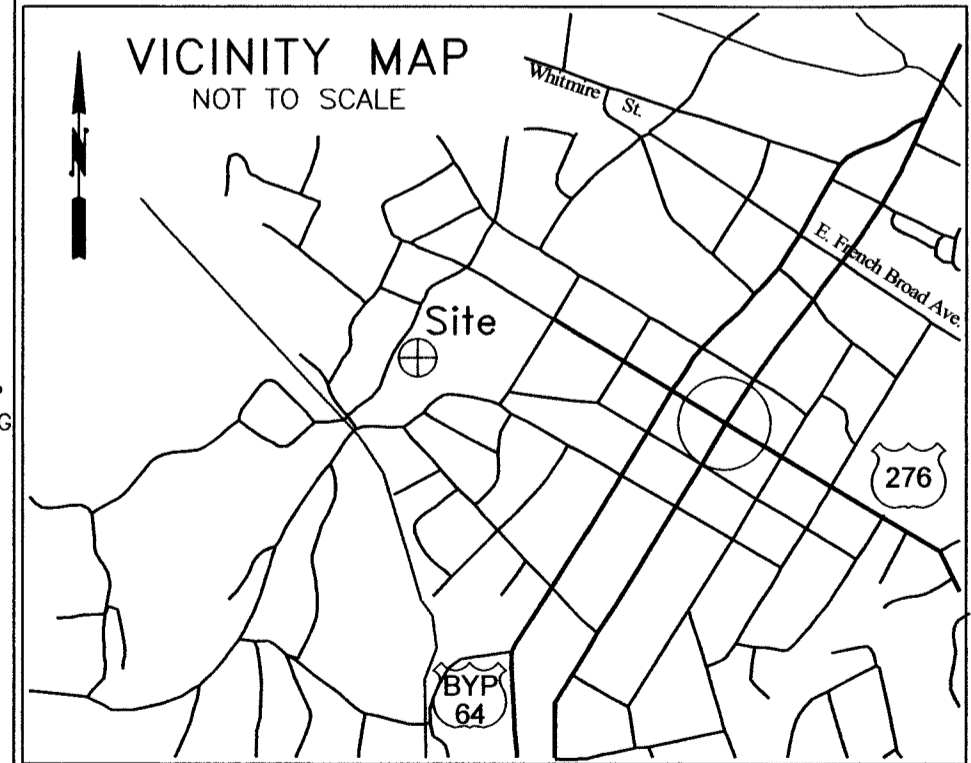 VICINITY MAP
NOT TO SCALE
N
Whitmire St.
E. French Broad Ave.
Site
G
276
BYP
64